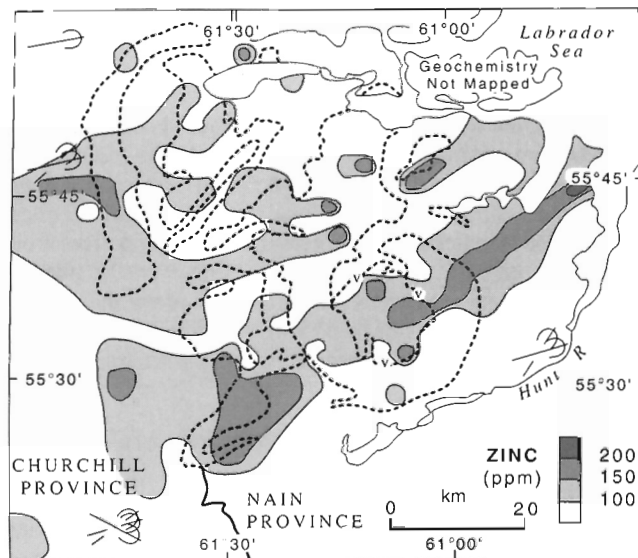 61°30'
61°00'
Labrador
Sea
Geochemistry
Not Mapped
55°45'
55°45'
v
v
v
55°30'
55°30'
Hunt R
CHURCHILL
PROVINCE
NAIN
PROVINCE
ZINC
(ppm)
200
150
100
km
0 20
61°30'
61°00'